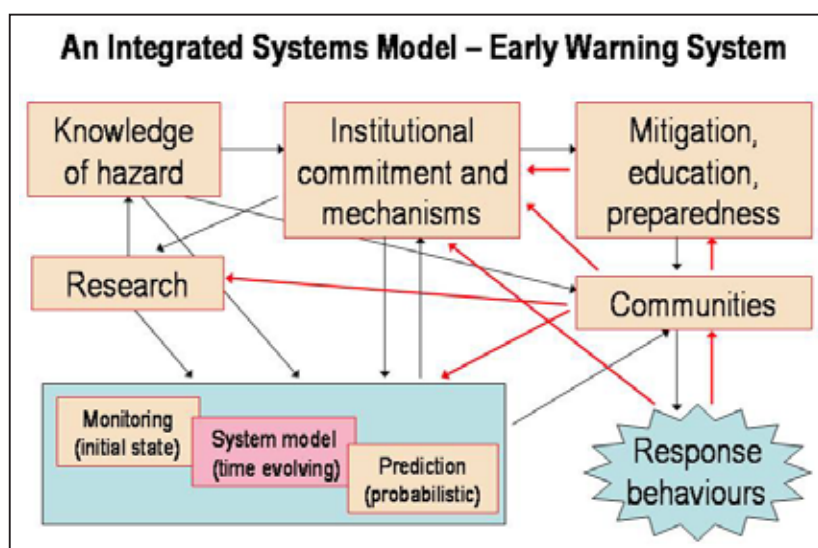 An Integrated Systems Model – Early Warning System
Knowledge
of hazard
Institutional
commitment and
mechanisms
Mitigation,
education,
preparedness
Research
Communities
Monitoring
(initial state)
System model
(time evolving)
Prediction
(probabilistic)
Response
behaviours